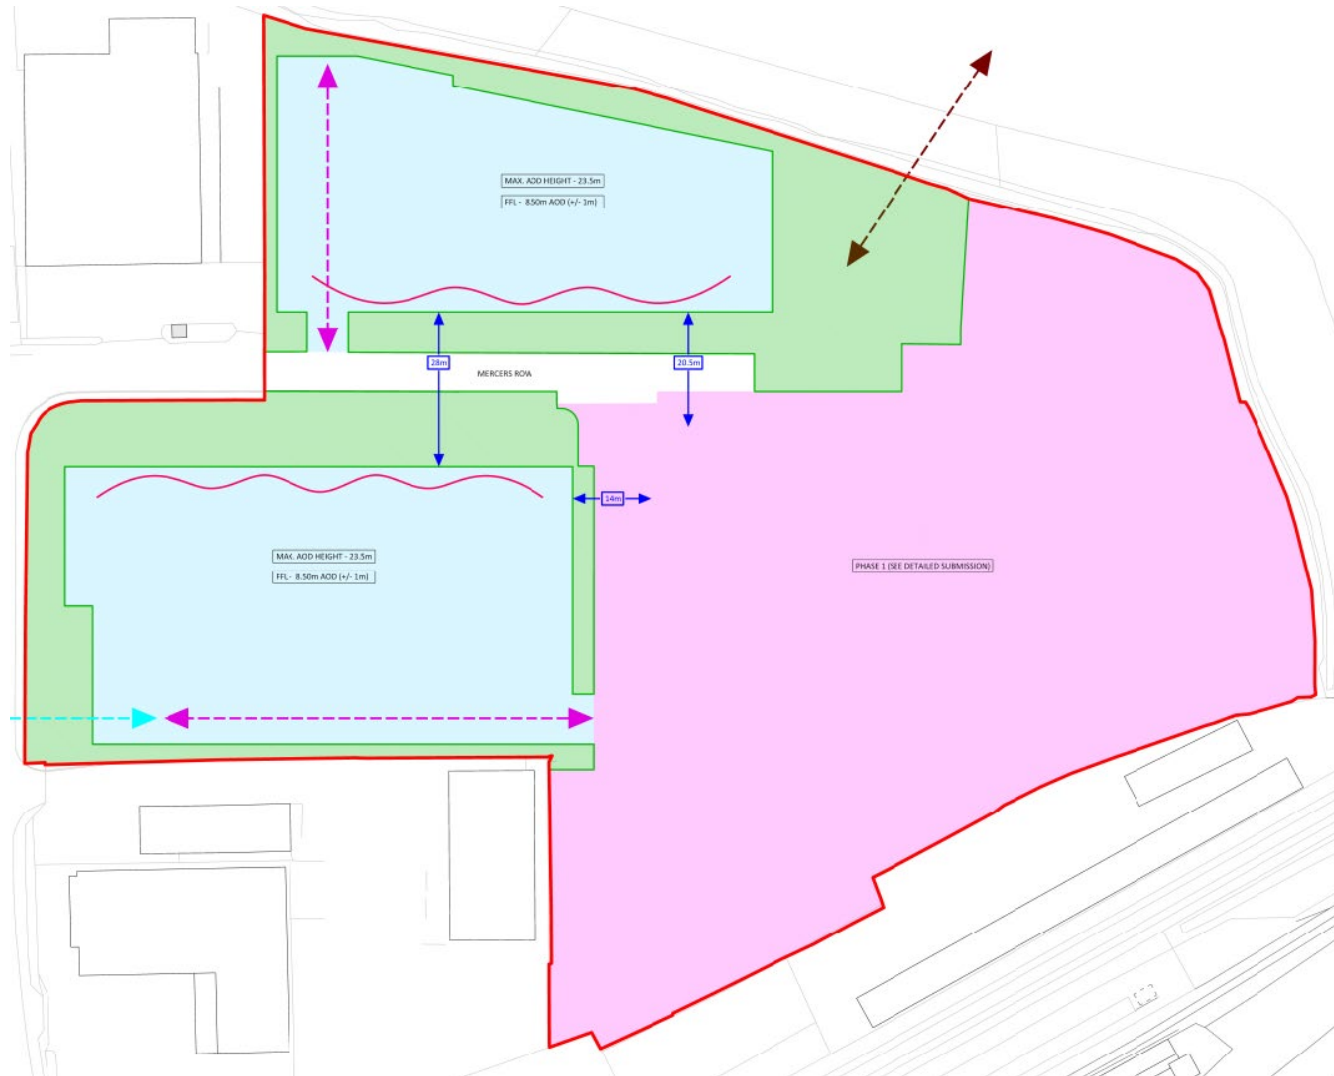 MAX. AOD HEIGHT - 23.5m
FFL - 8.50m AOD (+/- 1m)
28m
20.5m
MERCERS ROW
14m
MAX. AOD HEIGHT - 23.5m
FFL - 8.50m AOD (+/- 1m)
PHASE 1 (SEE DETAILED SUBMISSION)